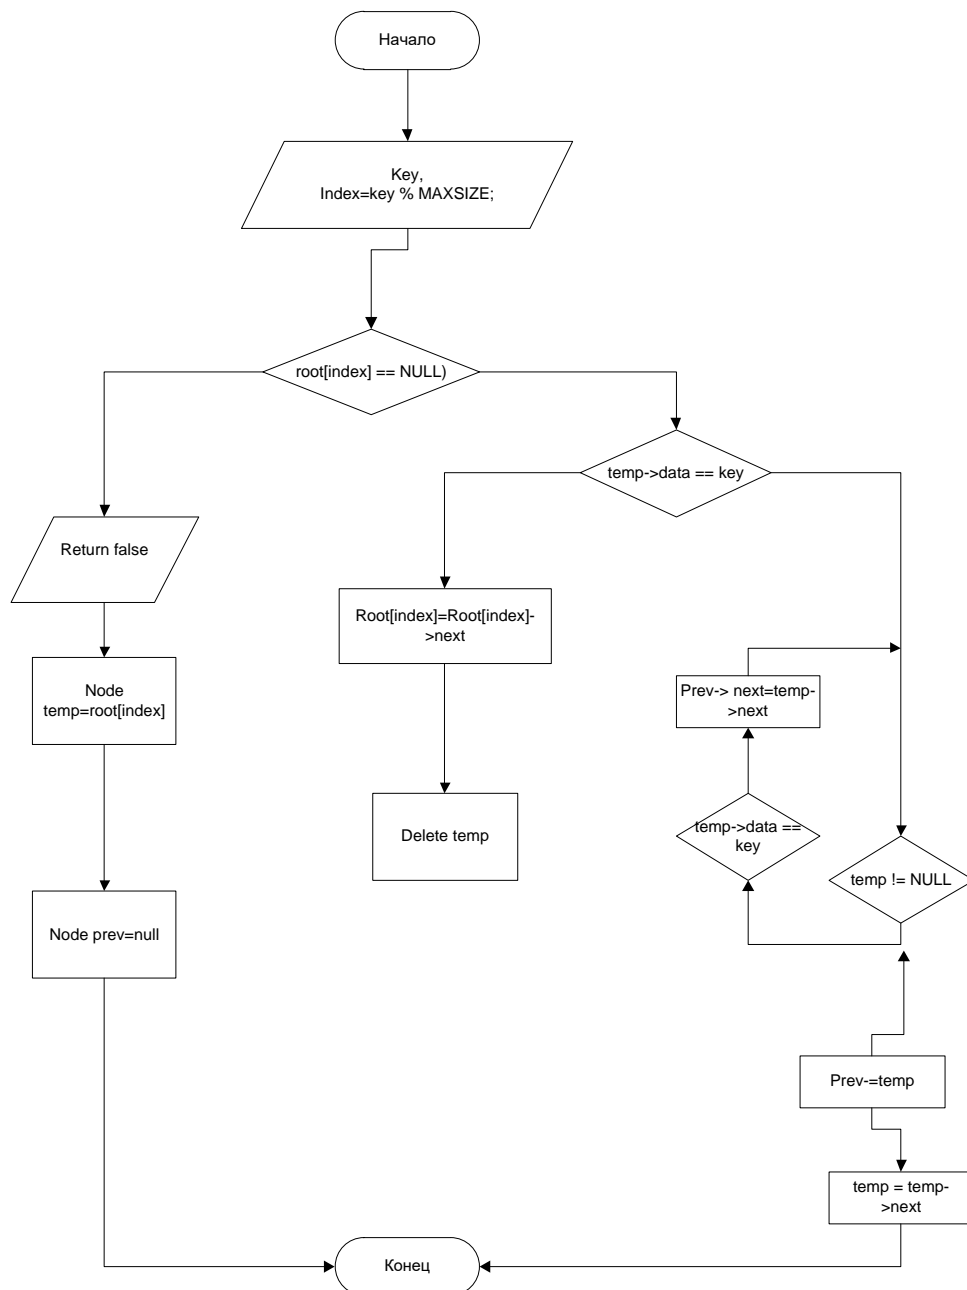 Начало
Key,
Index=key % MAXSIZE;
root[index] == NULL)
temp->data == key
Return false
Root[index]=Root[index]-
>next
Node
temp=root[index]
Prev-> next=temp-
>next
Delete temp
temp->data ==
key
temp != NULL
Node prev=null
Prev-=temp
temp = temp-
>next
Конец